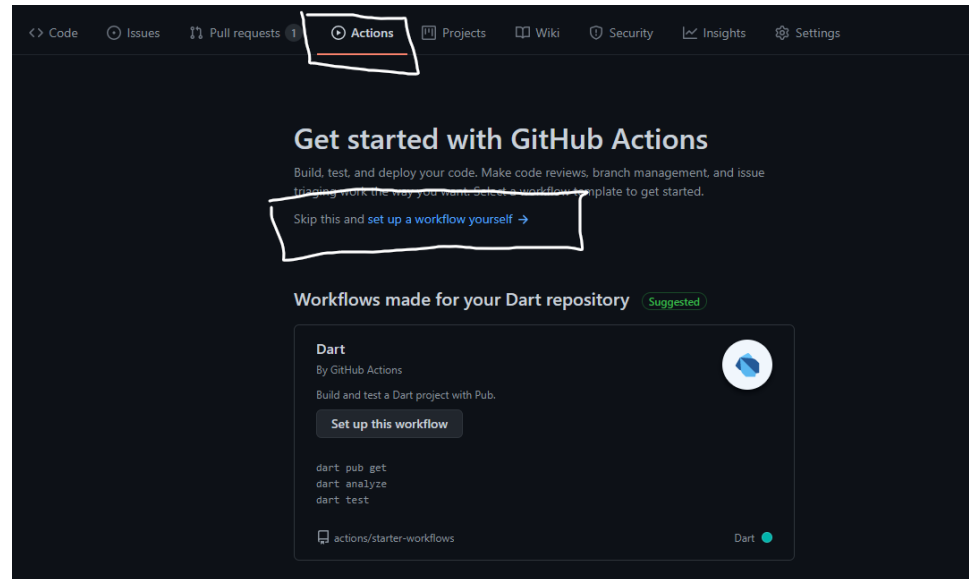 Code Issues Pull requests 1 Actions Projects Wiki Security Insights Settings
Get started with GitHub Actions
Build, test, and deploy your code. Make code reviews, branch management, and issue
triaging work the way you want. Select a workflow template to get started.
Skip this and set up a workflow yourself →
Workflows made for your Dart repository Suggested
Dart
By GitHub Actions
Build and test a Dart project with Pub.
Set up this workflow
dart pub get
dart analyze
dart test
actions/starter-workflows Dart